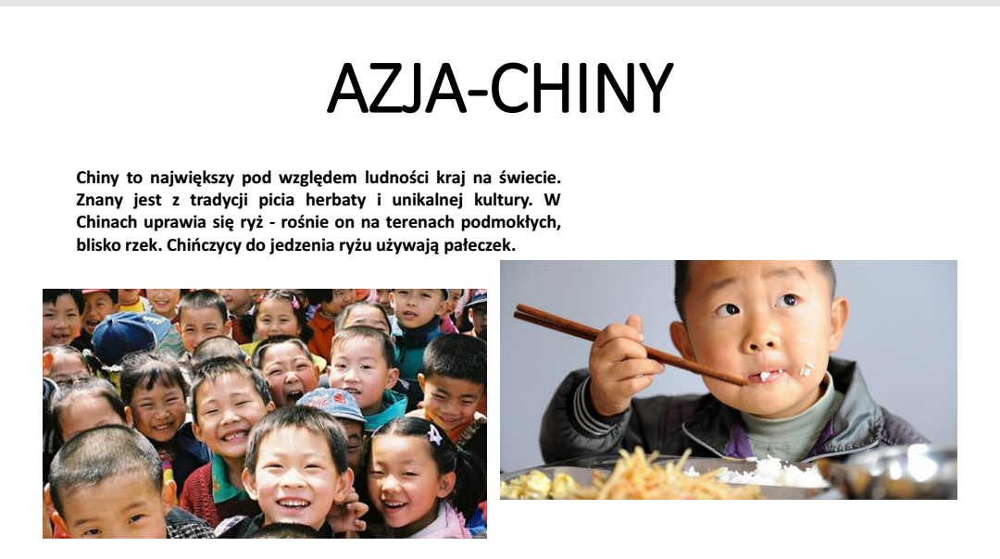 AZJA-CHINY
Chiny to największy pod względem ludności kraj na świecie.
Znany jest z tradycji picia herbaty i unikalnej kultury. W
Chinach uprawia się ryż - rośnie on na terenach podmokłych,
blisko rzek. Chińczycy do jedzenia ryżu używają pałeczek.